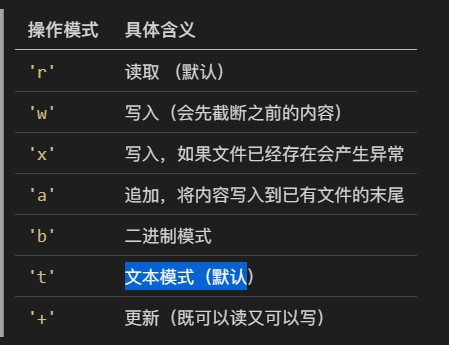 操作模式 具体含义
'r' 读取 （默认）
'w' 写入（会先截断之前的内容）
'x' 写入，如果文件已经存在会产生异常
'a' 追加，将内容写入到已有文件的末尾
'b' 二进制模式
't' 文本模式（默认）
'+' 更新（既可以读又可以写）